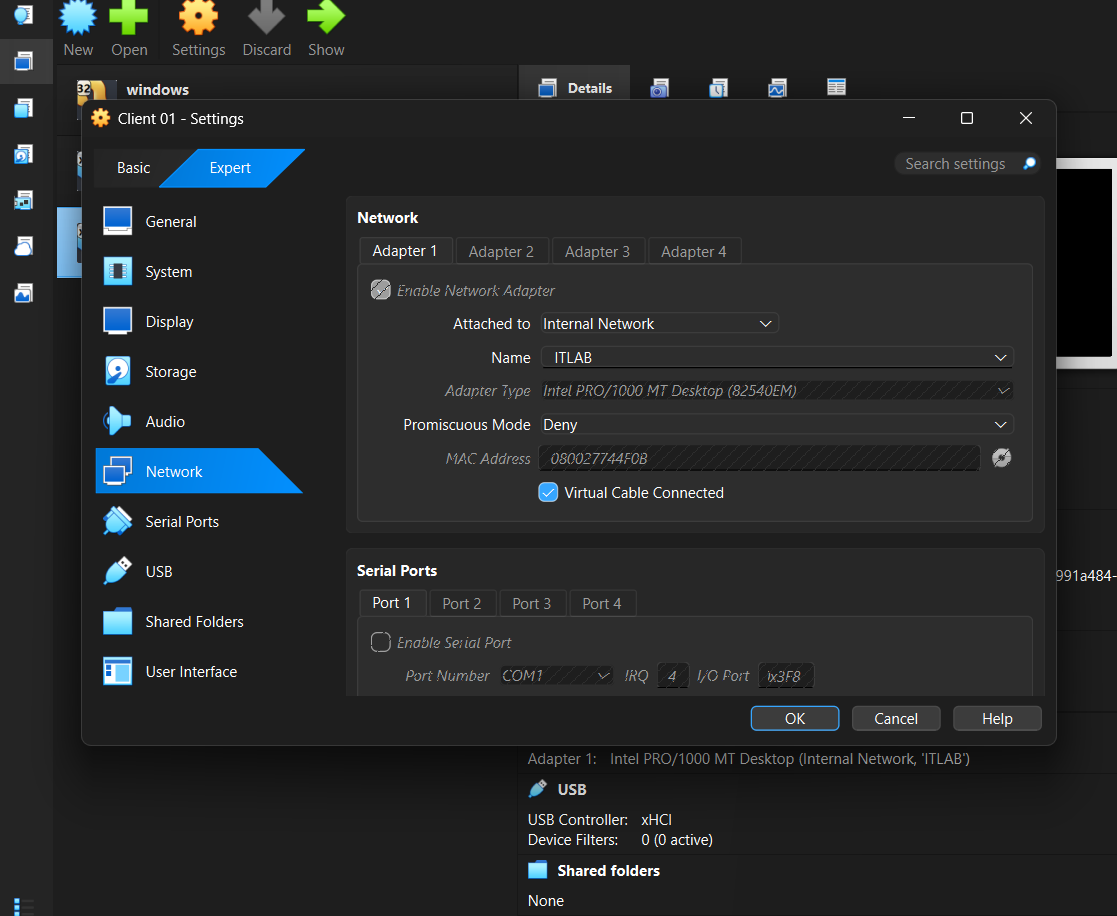 New Open Settings Discard Show
32
windows
Details
Client 01 - Settings
Basic Expert
Search settings
General
System
Display
Storage
Audio
Network
Serial Ports
USB
Shared Folders
User Interface
Network
Adapter 1 Adapter 2 Adapter 3 Adapter 4
Enable Network Adapter
Attached to Internal Network
Name ITLAB
Adapter Type Intel PRO/1000 MT Desktop (82540EM)
Promiscuous Mode Deny
MAC Address 080027744F0B
Virtual Cable Connected
Serial Ports
Port 1 Port 2 Port 3 Port 4
Enable Serial Port
Port Number COM1 IRQ 4 I/O Port 0x3F8
OK Cancel Help
991a484-
Adapter 1: Intel PRO/1000 MT Desktop (Internal Network, 'ITLAB')
USB
USB Controller: xHCI
Device Filters: 0 (0 active)
Shared folders
None